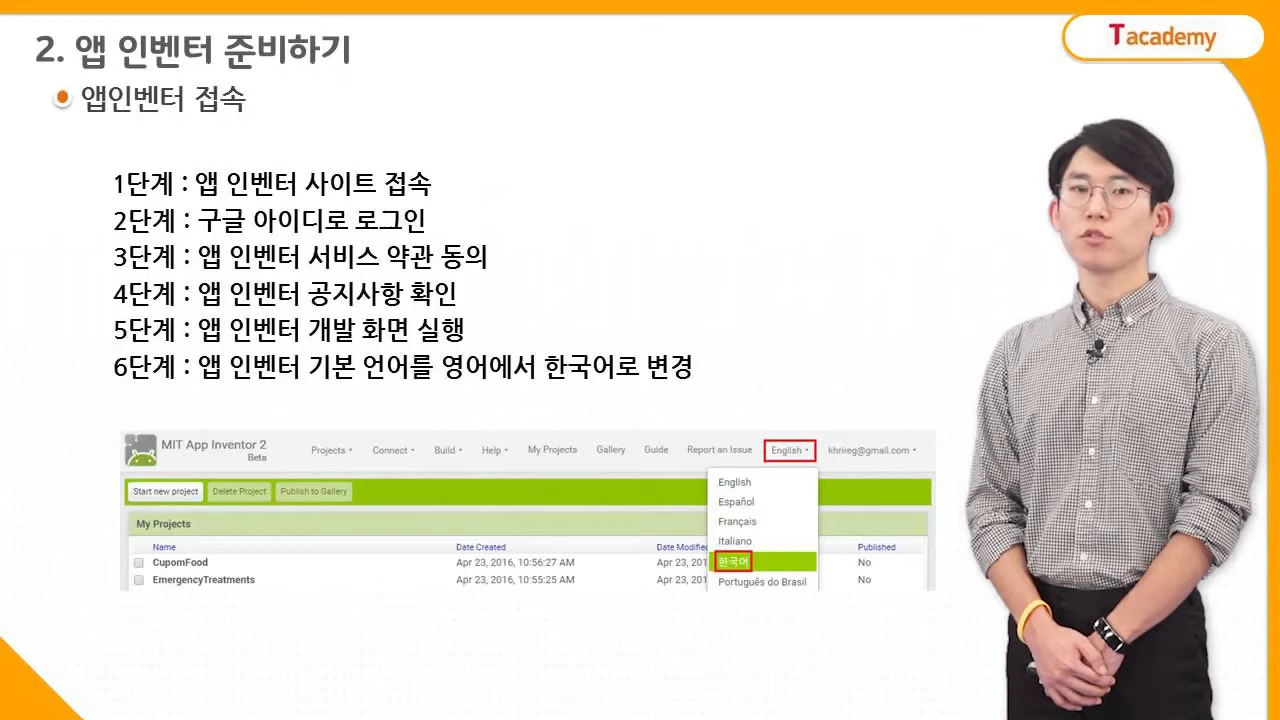 2. 앱 인벤터 준비하기
Tacademy
앱인벤터 접속
1단계 : 앱 인벤터 사이트 접속
2단계 : 구글 아이디로 로그인
3단계 : 앱 인벤터 서비스 약관 동의
4단계 : 앱 인벤터 공지사항 확인
5단계 : 앱 인벤터 개발 화면 실행
6단계 : 앱 인벤터 기본 언어를 영어에서 한국어로 변경
MIT App Inventor 2
Beta
Projects Connect Build Help My Projects Gallery Guide Report an Issue English khrireg@gmail.com
English
Español
Français
Italiano
한국어
Português do Brasil
Start new project Delete Project Publish to Gallery
My Projects
Name Date Created Date Modified Published
CupomFood Apr 23, 2016, 10:56:27 AM Apr 23, 201 No
EmergencyTreatments Apr 23, 2016, 10:55:25 AM Apr 23, 201 No